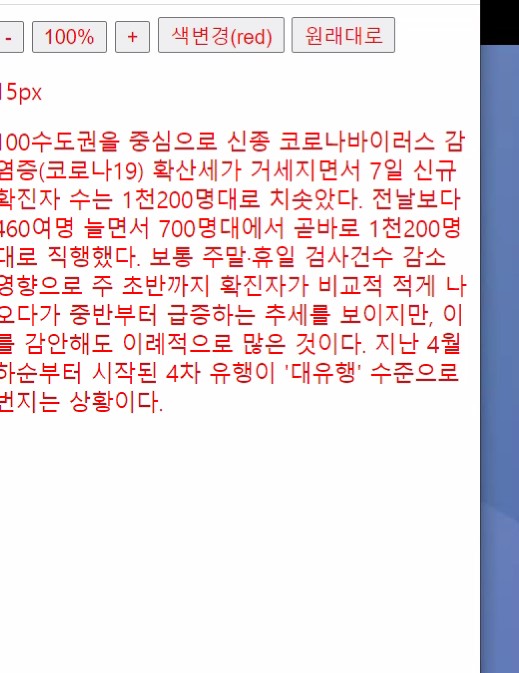 - 100% + 색변경(red) 원래대로
15px
100수도권을 중심으로 신종 코로나바이러스 감
염증(코로나19) 확산세가 거세지면서 7일 신규
확진자 수는 1천200명대로 치솟았다. 전날보다
460여명 늘면서 700명대에서 곧바로 1천200명
대로 직행했다. 보통 주말·휴일 검사건수 감소
영향으로 주 초반까지 확진자가 비교적 적게 나
오다가 중반부터 급증하는 추세를 보이지만, 이
를 감안해도 이례적으로 많은 것이다. 지난 4월
하순부터 시작된 4차 유행이 '대유행' 수준으로
번지는 상황이다.